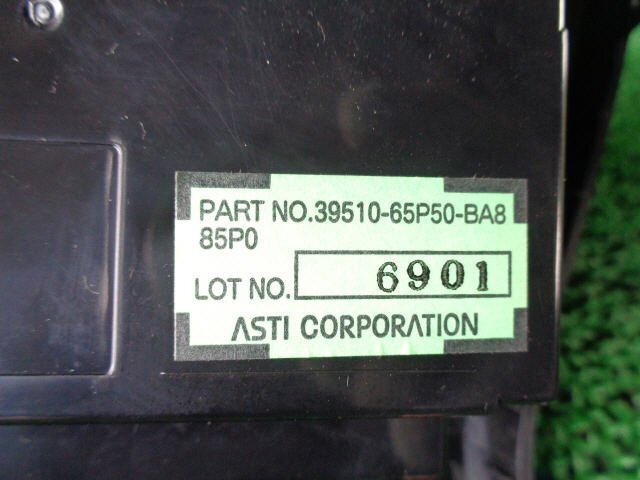 PART NO.39510-65P50-BA8
85P0
LOT NO. 6901
ASTI CORPORATION